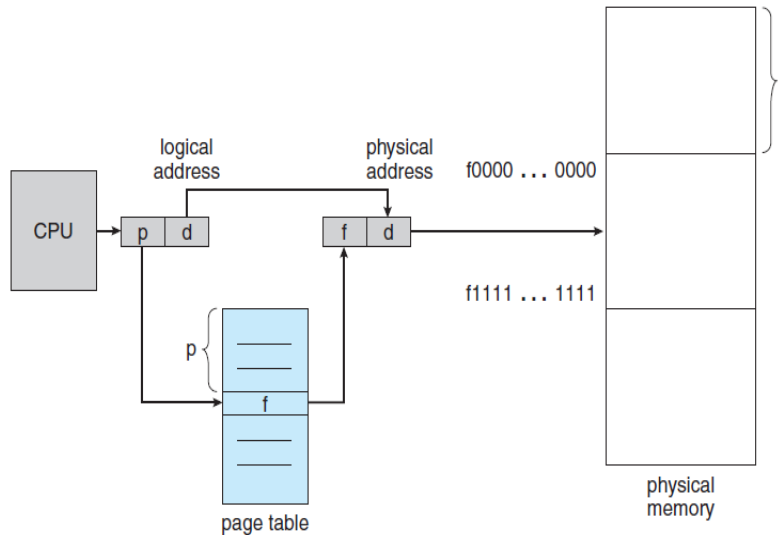 logical
address
physical
address
f0000 ... 0000
CPU
p
d
f
d
f1111 ... 1111
p
f
page table
physical
memory